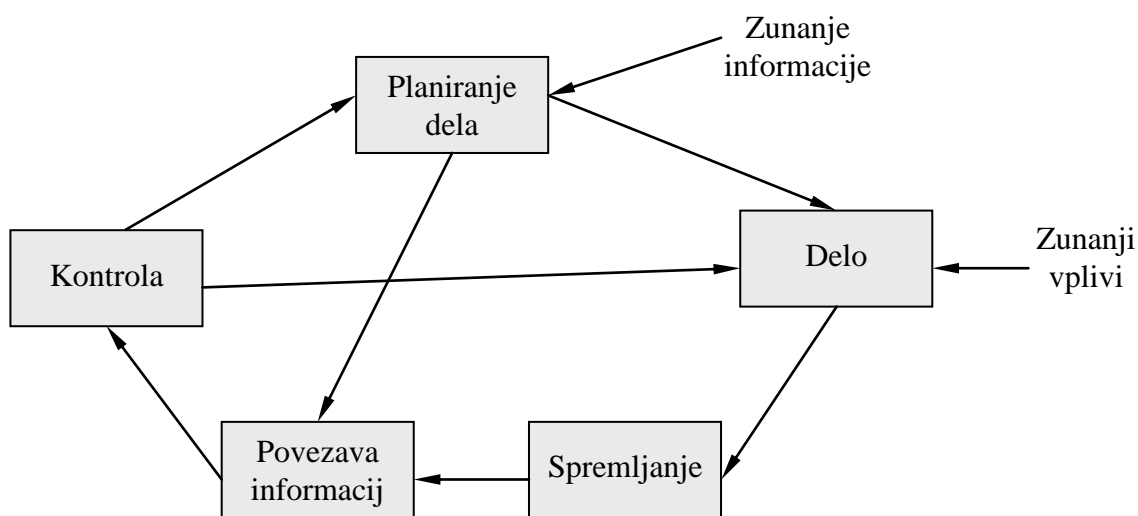 Zunanje
informacije
Planiranje
dela
Kontrola
Delo
Zunanji
vplivi
Povezava
informacij
Spremljanje